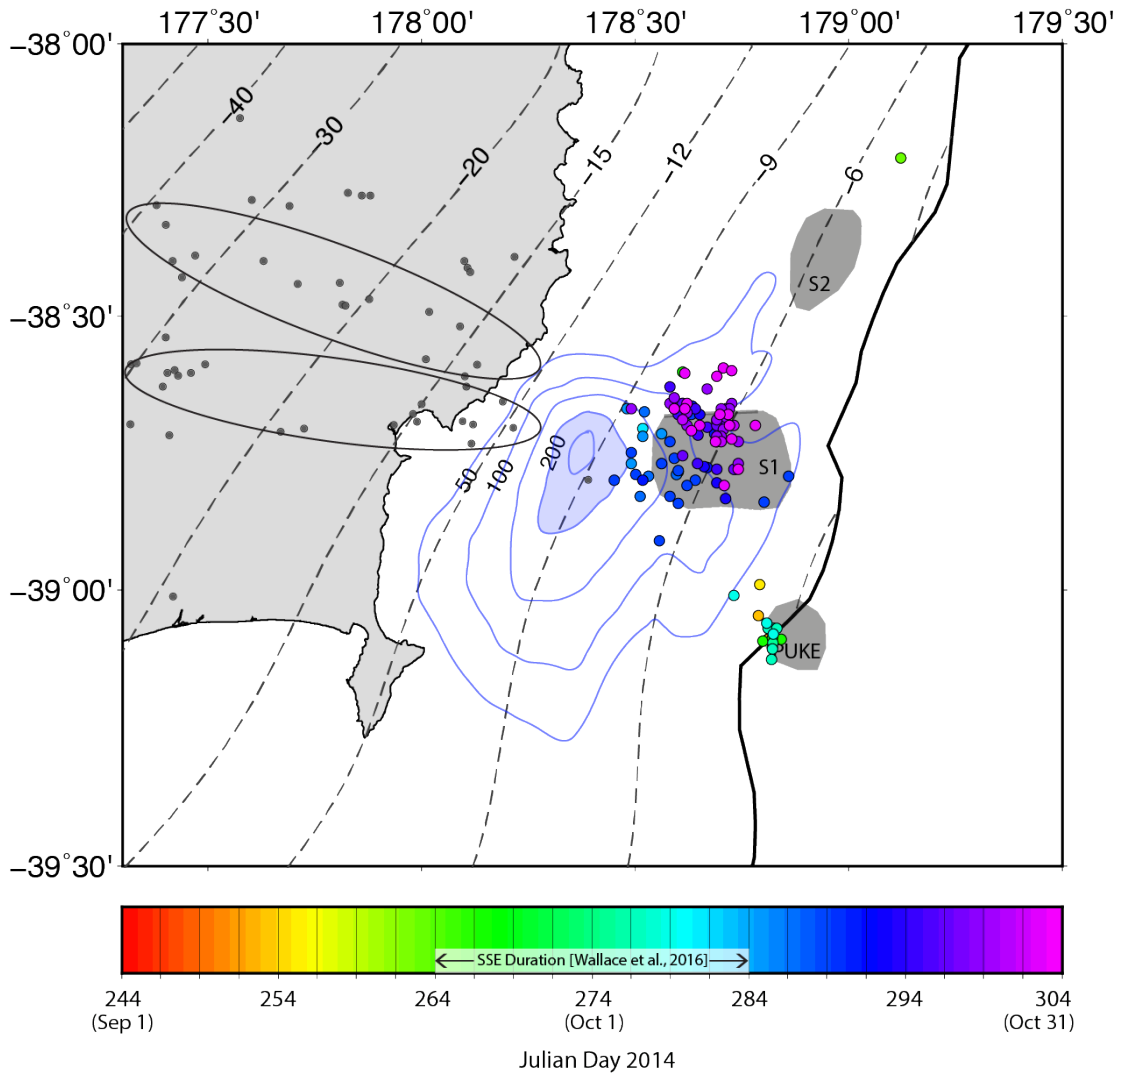 177°30' 178°00' 178°30' 179°00' 179°30'
−38°00'
−38°30'
−39°00'
−39°30'
−40
−30
−20
−15
−12
−9
−6
S2
S1
PUKE
50
100
200
SSE Duration [Wallace et al., 2016]
244 254 264 274 284 294 304
(Sep 1) (Oct 1) (Oct 31)
Julian Day 2014